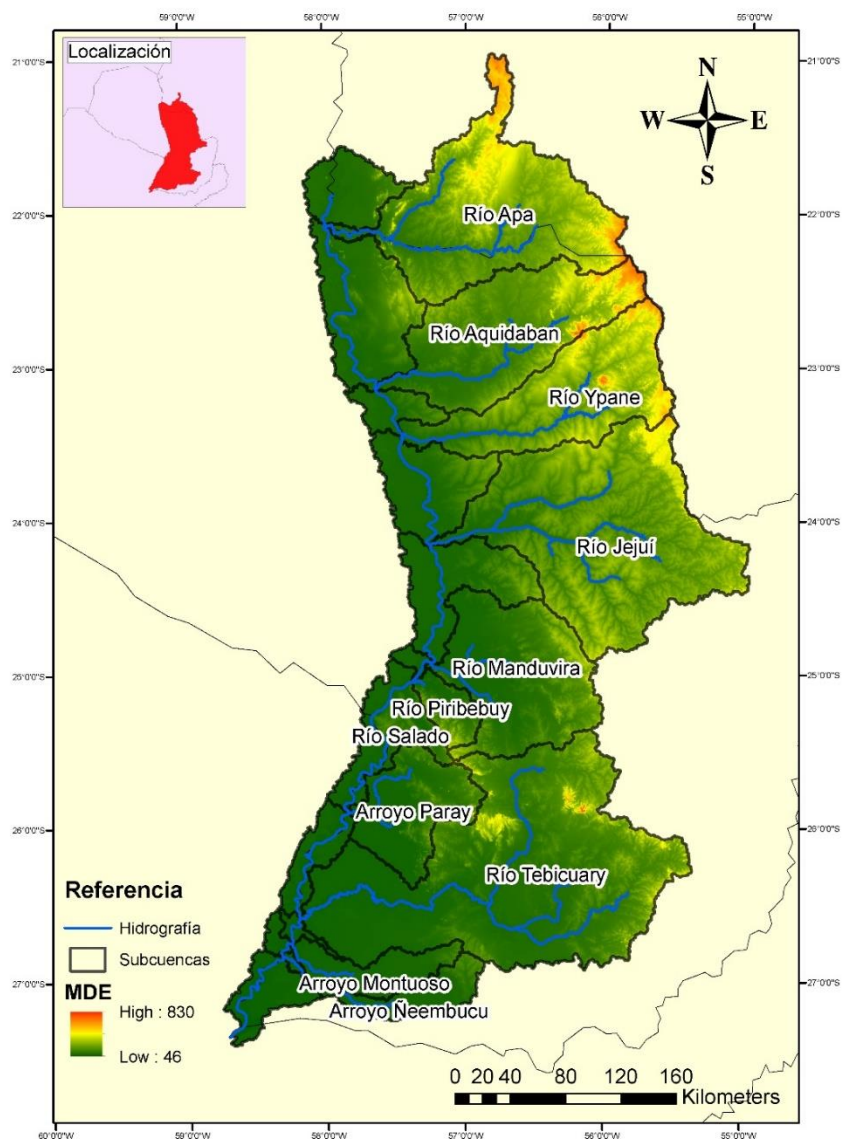 59°0'0"W 58°0'0"W 57°0'0"W 56°0'0"W 55°0'0"W
Localización
N
W E
S
21°0'0"S 21°0'0"S
22°0'0"S 22°0'0"S
Río Apa
Río Aquidaban
23°0'0"S 23°0'0"S
Río Ypane
24°0'0"S 24°0'0"S
Río Jejuí
25°0'0"S 25°0'0"S
Río Manduvira
Río Piribebuy
Río Salado
Arroyo Paray
26°0'0"S 26°0'0"S
Río Tebicuary
27°0'0"S 27°0'0"S
Arroyo Montuoso
Arroyo Ñeembucu
Referencia
Hidrografía
Subcuencas
MDE
High : 830
Low : 46
0 20 40 80 120 160
Kilometers
60°0'0"W 59°0'0"W 58°0'0"W 57°0'0"W 56°0'0"W 55°0'0"W